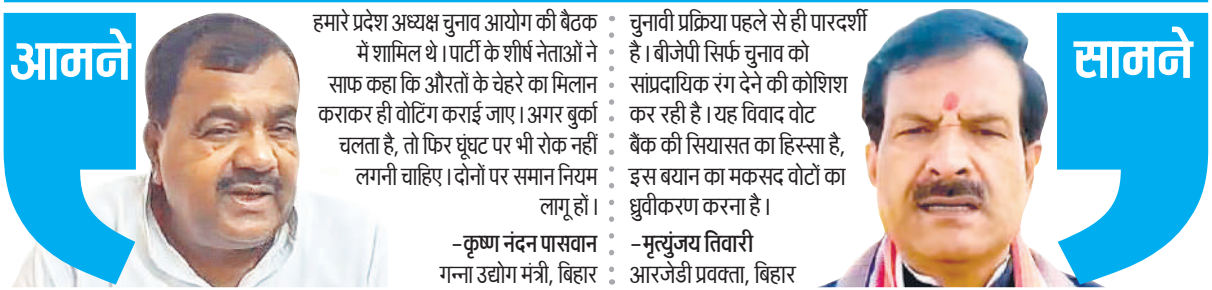 आमने
हमारे प्रदेश अध्यक्ष चुनाव आयोग की बैठक
में शामिल थे । पार्टी के शीर्ष नेताओं ने
साफ कहा कि औरतों के चेहरे का मिलान
कराकर ही वोटिंग कराई जाए । अगर बुर्का
चलता है, तो फिर घूंघट पर भी रोक नहीं
लगनी चाहिए । दोनों पर समान नियम
लागू हों ।
-कृष्ण नंदन पासवान
गन्ना उद्योग मंत्री, बिहार
चुनावी प्रक्रिया पहले से ही पारदर्शी
है । बीजेपी सिर्फ चुनाव को
सांप्रदायिक रंग देने की कोशिश
कर रही है । यह विवाद वोट
बैंक की सियासत का हिस्सा है,
इस बयान का मकसद वोटों का
ध्रुवीकरण करना है ।
-मृत्युंजय तिवारी
आरजेडी प्रवक्ता, बिहार
सामने